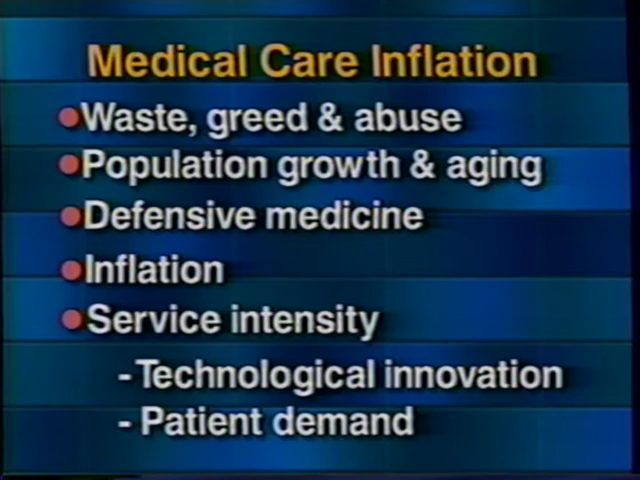 Medical Care Inflation
Waste, greed & abuse
Population growth & aging
Defensive medicine
Inflation
Service intensity
- Technological innovation
- Patient demand